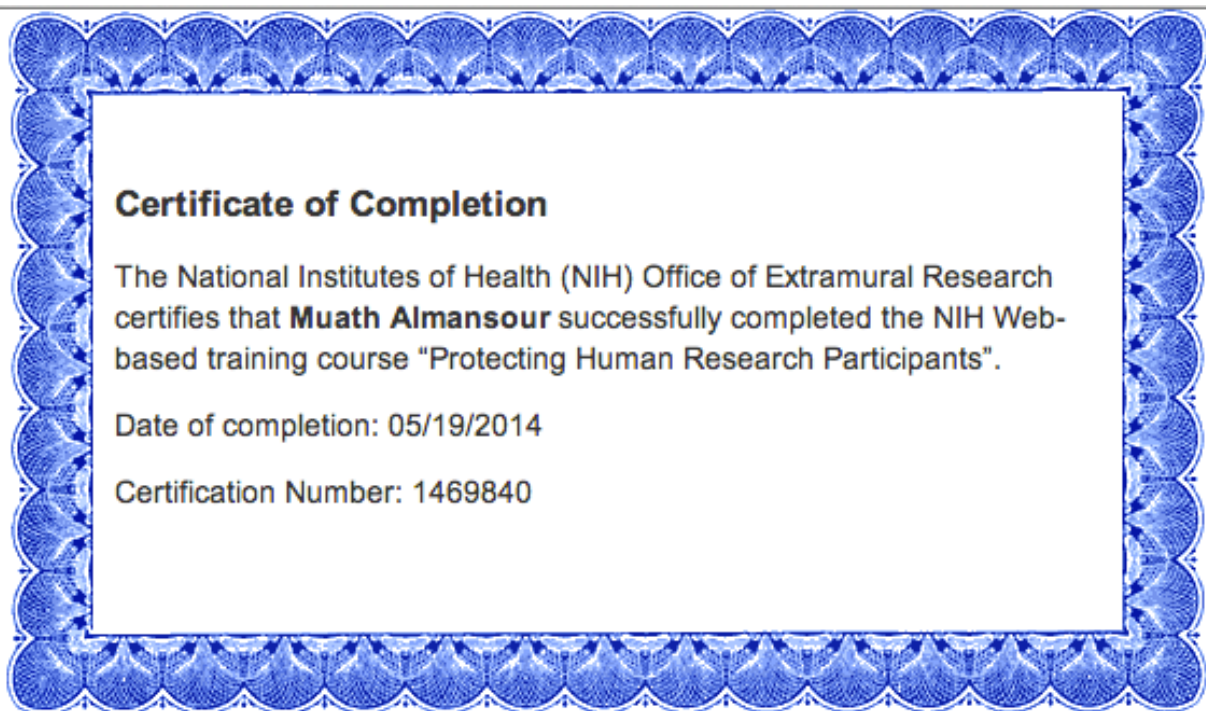 Certificate of Completion
The National Institutes of Health (NIH) Office of Extramural Research
certifies that Muath Almansour successfully completed the NIH Web-
based training course “Protecting Human Research Participants”.
Date of completion: 05/19/2014
Certification Number: 1469840